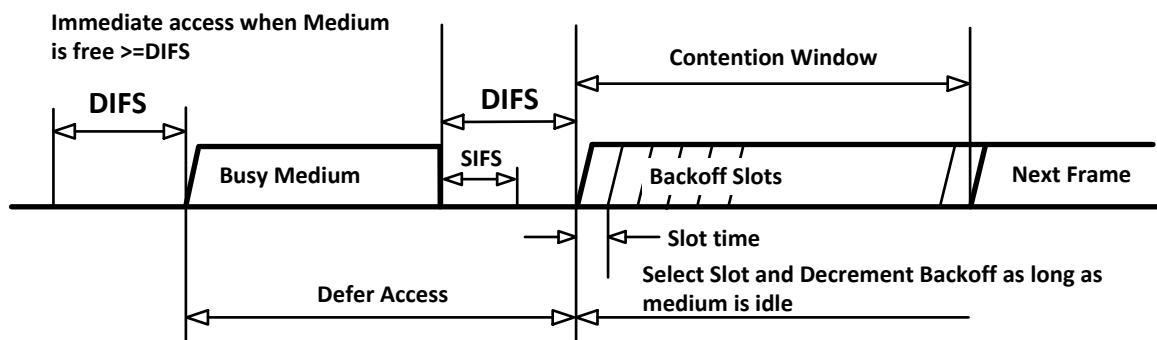 Immediate access when Medium
is free >=DIFS
Contention Window
DIFS
DIFS
SIFS
Busy Medium
Backoff Slots
Next Frame
Slot time
Defer Access
Select Slot and Decrement Backoff as long as
medium is idle